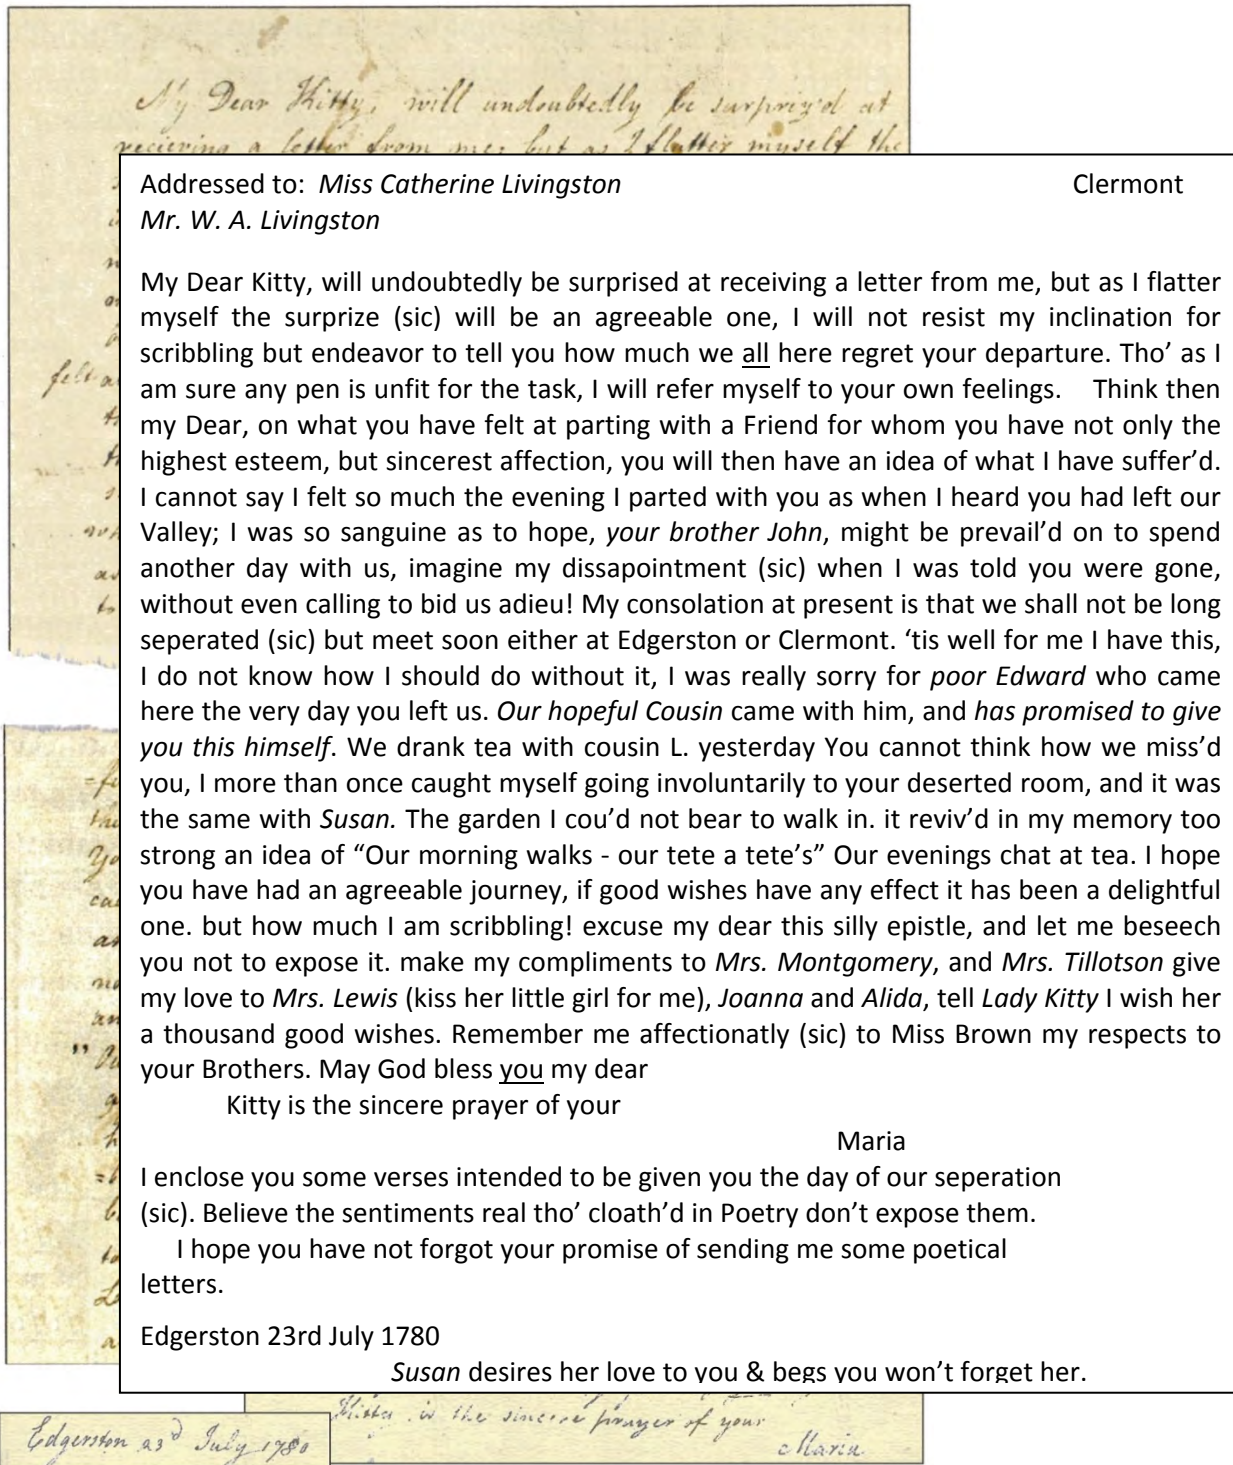 My Dear Kitty, will undoubtedly be surpriz'd at
recieving a letter from me; but as I flatter myself the
felt
Addressed to: Miss Catherine Livingston Clermont
Mr. W. A. Livingston
My Dear Kitty, will undoubtedly be surprised at receiving a letter from me, but as I flatter
myself the surprize (sic) will be an agreeable one, I will not resist my inclination for
scribbling but endeavor to tell you how much we all here regret your departure. Tho’ as I
am sure any pen is unfit for the task, I will refer myself to your own feelings. Think then
my Dear, on what you have felt at parting with a Friend for whom you have not only the
highest esteem, but sincerest affection, you will then have an idea of what I have suffer’d.
I cannot say I felt so much the evening I parted with you as when I heard you had left our
Valley; I was so sanguine as to hope, your brother John, might be prevail’d on to spend
another day with us, imagine my dissapointment (sic) when I was told you were gone,
without even calling to bid us adieu! My consolation at present is that we shall not be long
seperated (sic) but meet soon either at Edgerston or Clermont. ‘tis well for me I have this,
I do not know how I should do without it, I was really sorry for poor Edward who came
here the very day you left us. Our hopeful Cousin came with him, and has promised to give
you this himself. We drank tea with cousin L. yesterday You cannot think how we miss’d
you, I more than once caught myself going involuntarily to your deserted room, and it was
the same with Susan. The garden I cou’d not bear to walk in. it reviv’d in my memory too
strong an idea of “Our morning walks - our tete a tete’s” Our evenings chat at tea. I hope
you have had an agreeable journey, if good wishes have any effect it has been a delightful
one. but how much I am scribbling! excuse my dear this silly epistle, and let me beseech
you not to expose it. make my compliments to Mrs. Montgomery, and Mrs. Tillotson give
my love to Mrs. Lewis (kiss her little girl for me), Joanna and Alida, tell Lady Kitty I wish her
a thousand good wishes. Remember me affectionatly (sic) to Miss Brown my respects to
your Brothers. May God bless you my dear
Kitty is the sincere prayer of your
Maria
I enclose you some verses intended to be given you the day of our seperation
(sic). Believe the sentiments real tho’ cloath’d in Poetry don’t expose them.
I hope you have not forgot your promise of sending me some poetical
letters.
Edgerston 23rd July 1780
Susan desires her love to you & begs you won’t forget her.
Kitty is the sincere prayer of your
Maria
Edgerston 23d July 1780